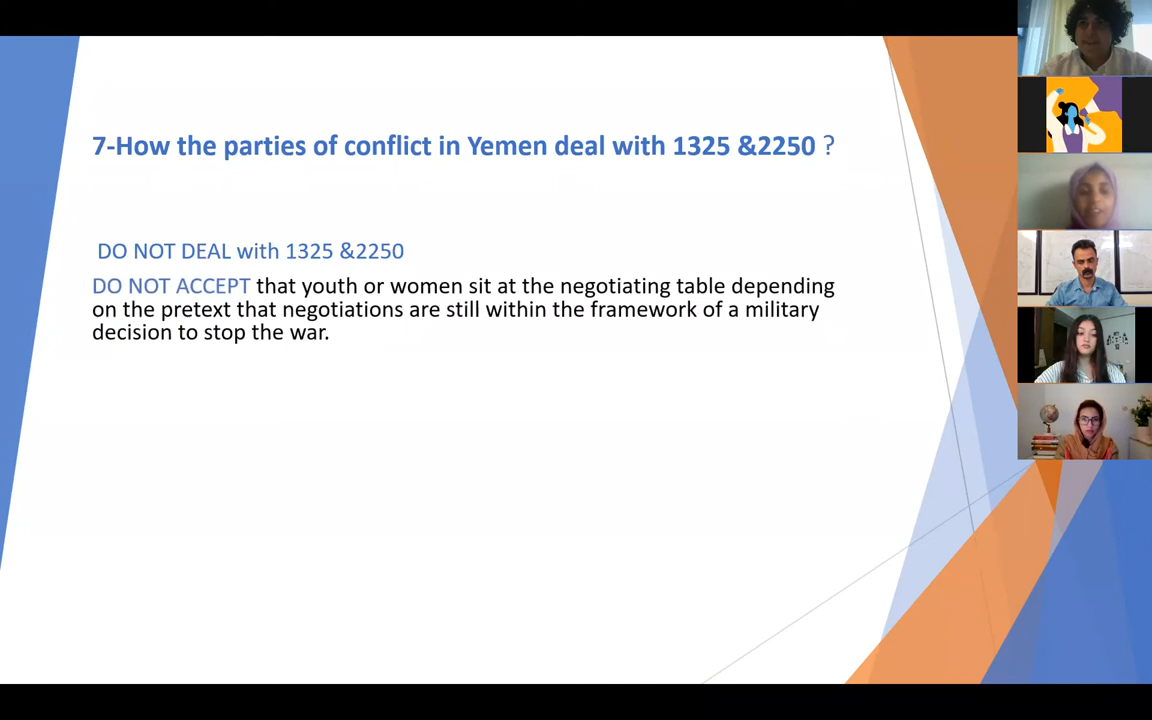 7-How the parties of conflict in Yemen deal with 1325 &2250 ?
DO NOT DEAL with 1325 &2250
DO NOT ACCEPT that youth or women sit at the negotiating table depending
on the pretext that negotiations are still within the framework of a military
decision to stop the war.